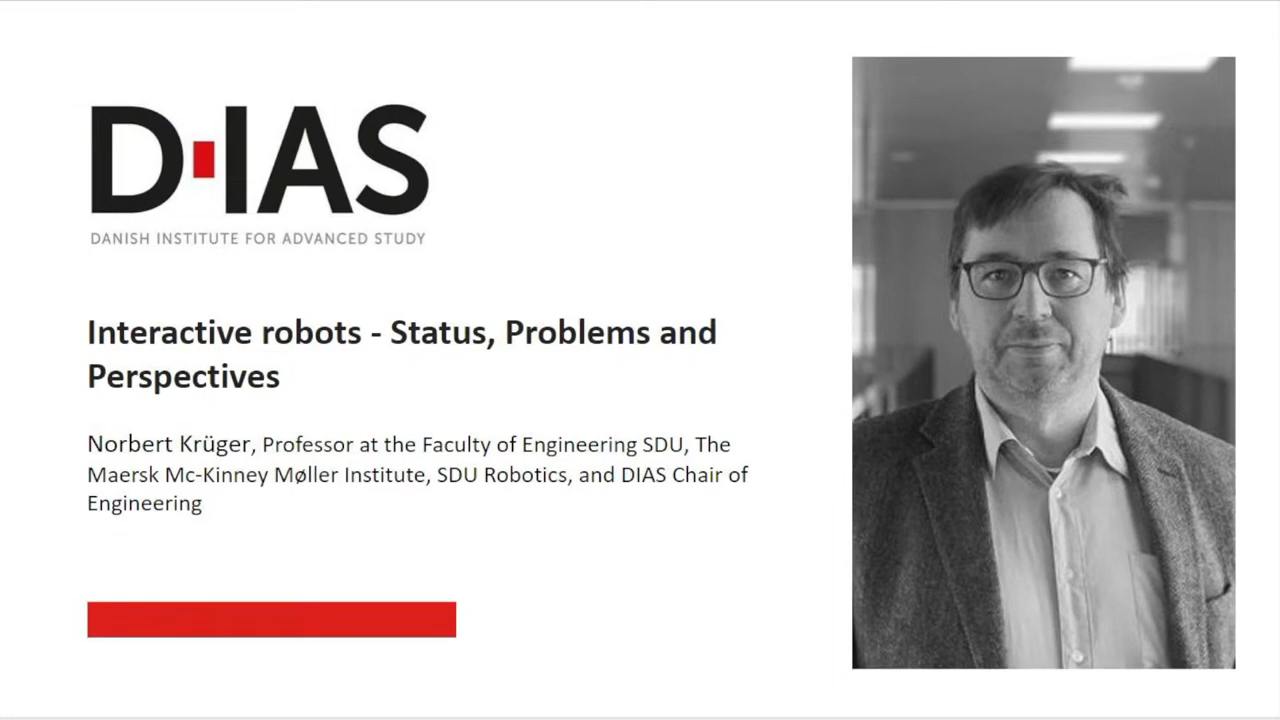 D·IAS
DANISH INSTITUTE FOR ADVANCED STUDY
Interactive robots - Status, Problems and
Perspectives
Norbert Krüger, Professor at the Faculty of Engineering SDU, The
Maersk Mc-Kinney Møller Institute, SDU Robotics, and DIAS Chair of
Engineering